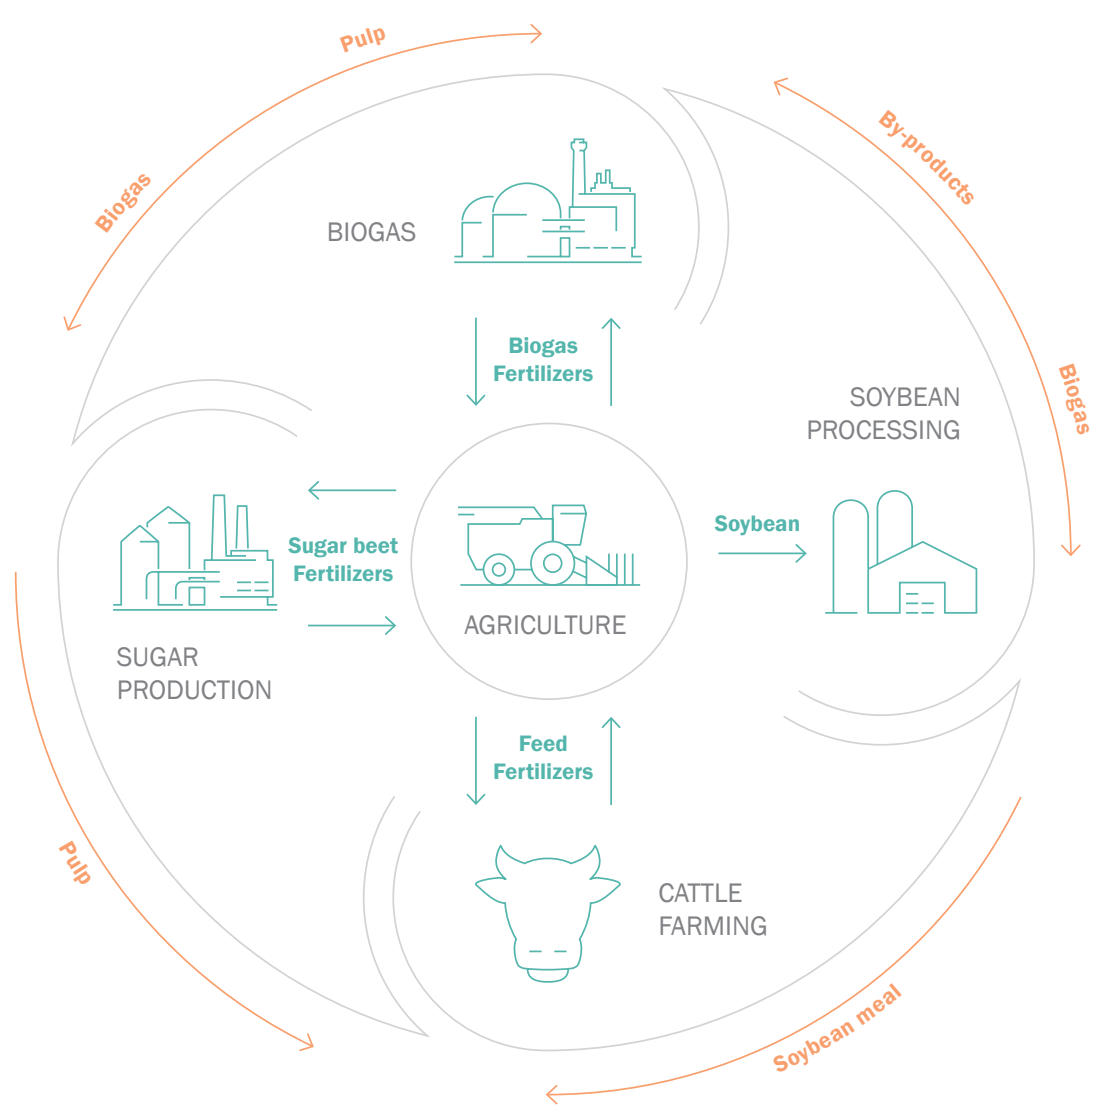 Pulp
By-products
Biogas
BIOGAS
Biogas
Fertilizers
Biogas
SOYBEAN
PROCESSING
Soybean
Sugar beet
Fertilizers
AGRICULTURE
SUGAR
PRODUCTION
Feed
Fertilizers
Pulp
CATTLE
FARMING
Soybean meal